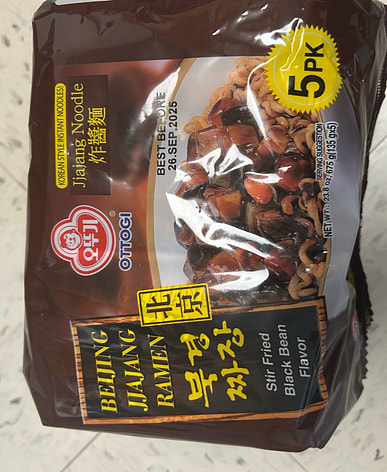 KOREAN STYLE INSTANT NOODLES!
Jjajang Noodle
炸醬麵
BEST BEFORE
26.SEP.2025
5PK
SERVING SUGGESTION
NET WT. 23.8 oz, 675 g (135 gx5)
오뚜기
OTTOGI
BEIJING
JJAJANG
RAMEN
北京
북경
짜장
Stir Fried
Black Bean
Flavor